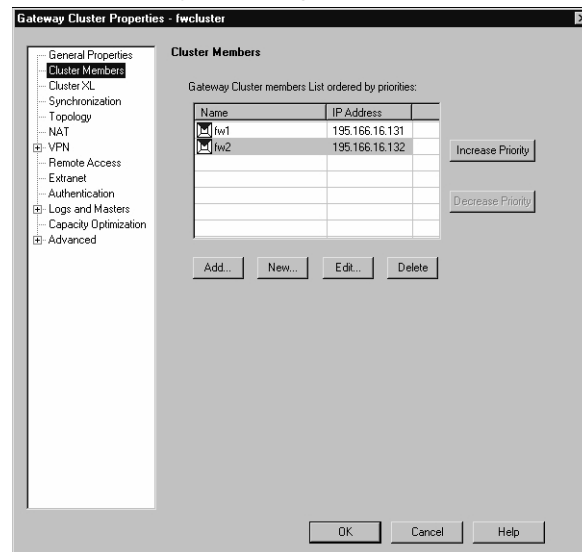 Gateway Cluster Properties - fwcluster
General Properties
Cluster Members
Cluster XL
Synchronization
Topology
NAT
VPN
Remote Access
Extranet
Authentication
Logs and Masters
Capacity Optimization
Advanced
Cluster Members
Gateway Cluster members List ordered by priorities:
Name IP Address
fw1 195.166.16.131
fw2 195.166.16.132
Increase Priority
Decrease Priority
Add... New... Edit... Delete
OK Cancel Help